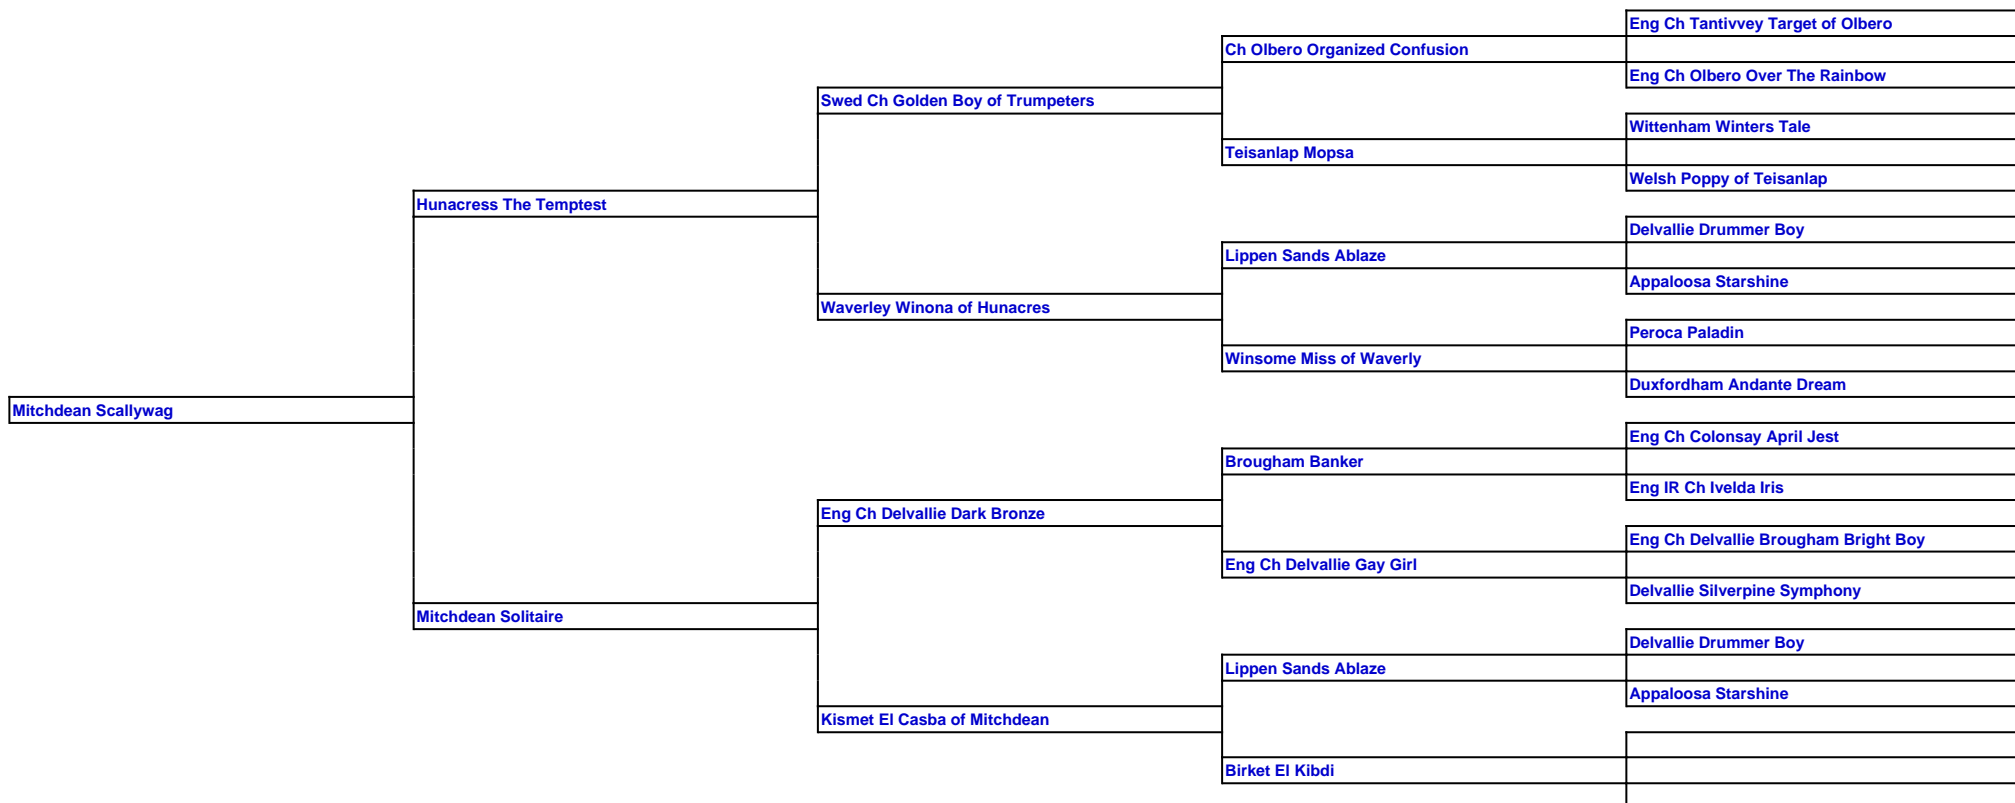 Eng Ch Tantivvey Target of Olbero
Ch Olbero Organized Confusion
Eng Ch Olbero Over The Rainbow
Swed Ch Golden Boy of Trumpeters
Wittenham Winters Tale
Teisanlap Mopsa
Welsh Poppy of Teisanlap
Hunacress The Temptest
Delvallie Drummer Boy
Lippen Sands Ablaze
Appaloosa Starshine
Waverley Winona of Hunacres
Peroca Paladin
Winsome Miss of Waverly
Duxfordham Andante Dream
Mitchdean Scallywag
Eng Ch Colonsay April Jest
Brougham Banker
Eng IR Ch Ivelda Iris
Eng Ch Delvallie Dark Bronze
Eng Ch Delvallie Brougham Bright Boy
Eng Ch Delvallie Gay Girl
Delvallie Silverpine Symphony
Mitchdean Solitaire
Delvallie Drummer Boy
Lippen Sands Ablaze
Appaloosa Starshine
Kismet El Casba of Mitchdean
Birket El Kibdi